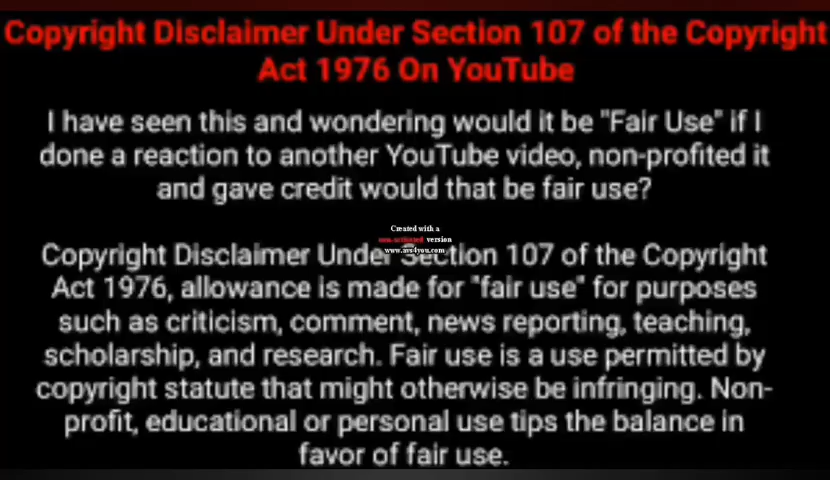 Copyright Disclaimer Under Section 107 of the Copyright
Act 1976 On YouTube
I have seen this and wondering would it be "Fair Use" if I
done a reaction to another YouTube video, non-profited it
and gave credit would that be fair use?
Created with a
non-activated version
www.avs4you.com
Copyright Disclaimer Under Section 107 of the Copyright
Act 1976, allowance is made for "fair use" for purposes
such as criticism, comment, news reporting, teaching,
scholarship, and research. Fair use is a use permitted by
copyright statute that might otherwise be infringing. Non-
profit, educational or personal use tips the balance in
favor of fair use.